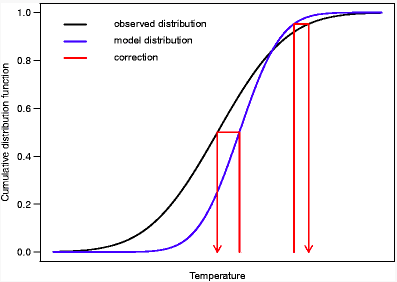 Cumulative distribution function
1.0
0.8
0.6
0.4
0.2
0.0
observed distribution
model distribution
correction
Temperature